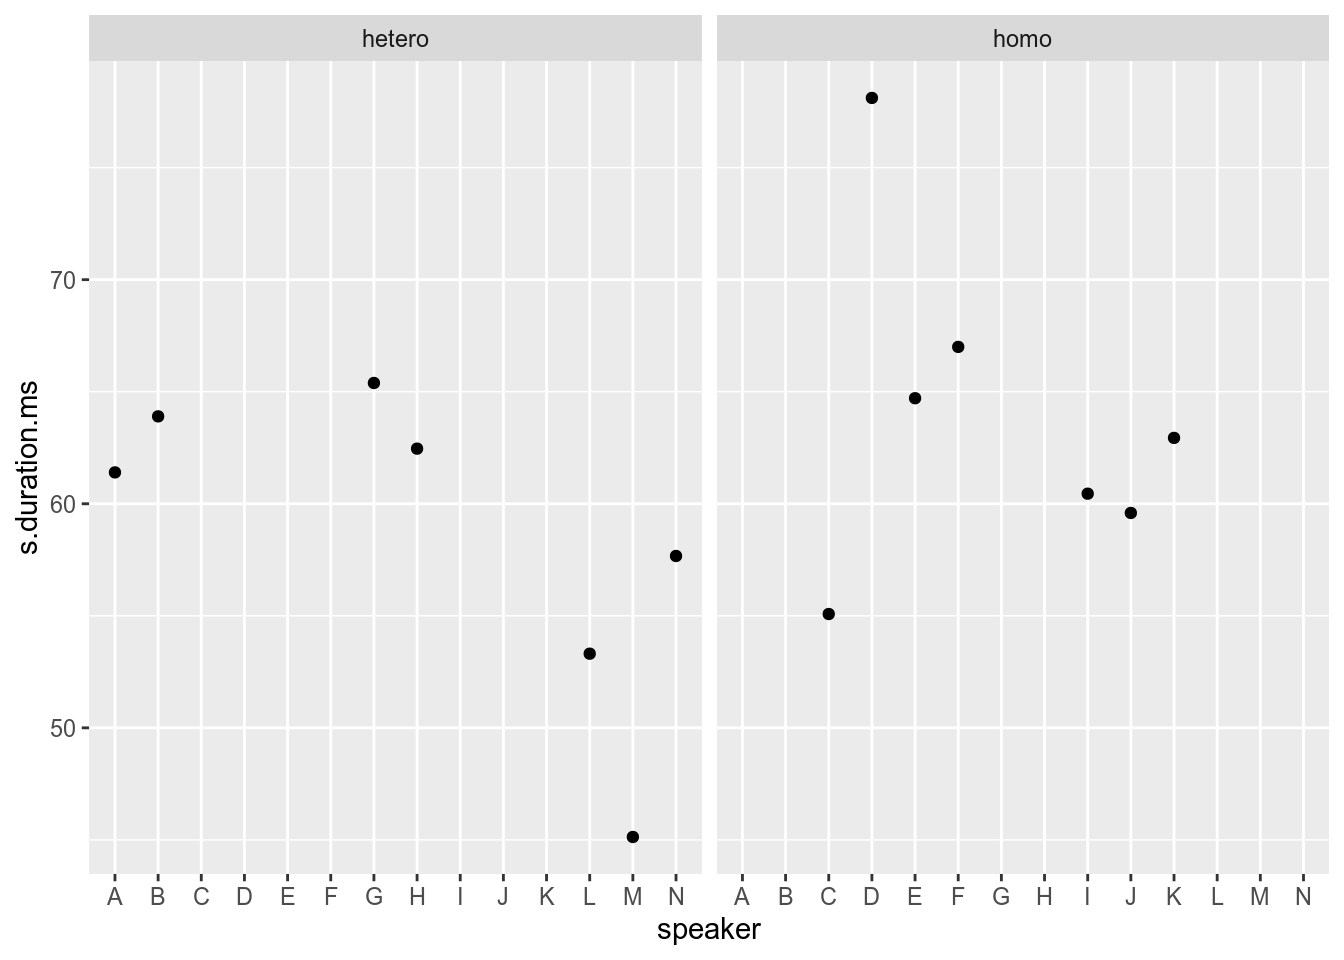 hetero homo
s.duration.ms
70
60
50
A B C D E F G H I J K L M N A B C D E F G H I J K L M N
speaker